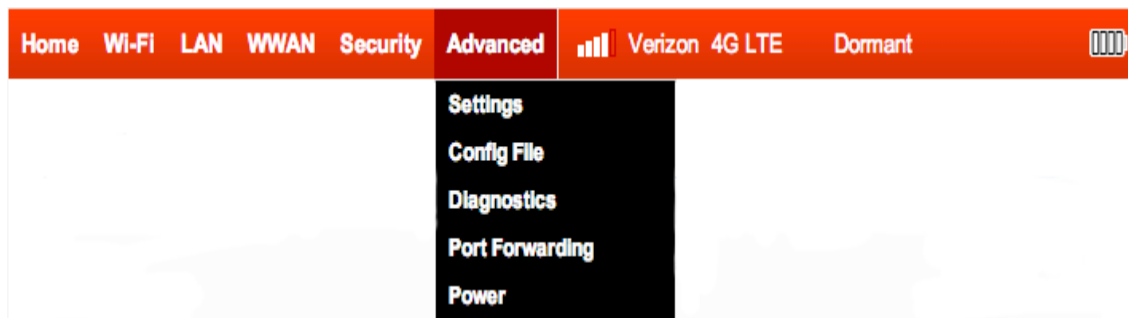 Home Wi-Fi LAN WWAN Security Advanced Verizon 4G LTE Dormant
Settings
Config File
Diagnostics
Port Forwarding
Power